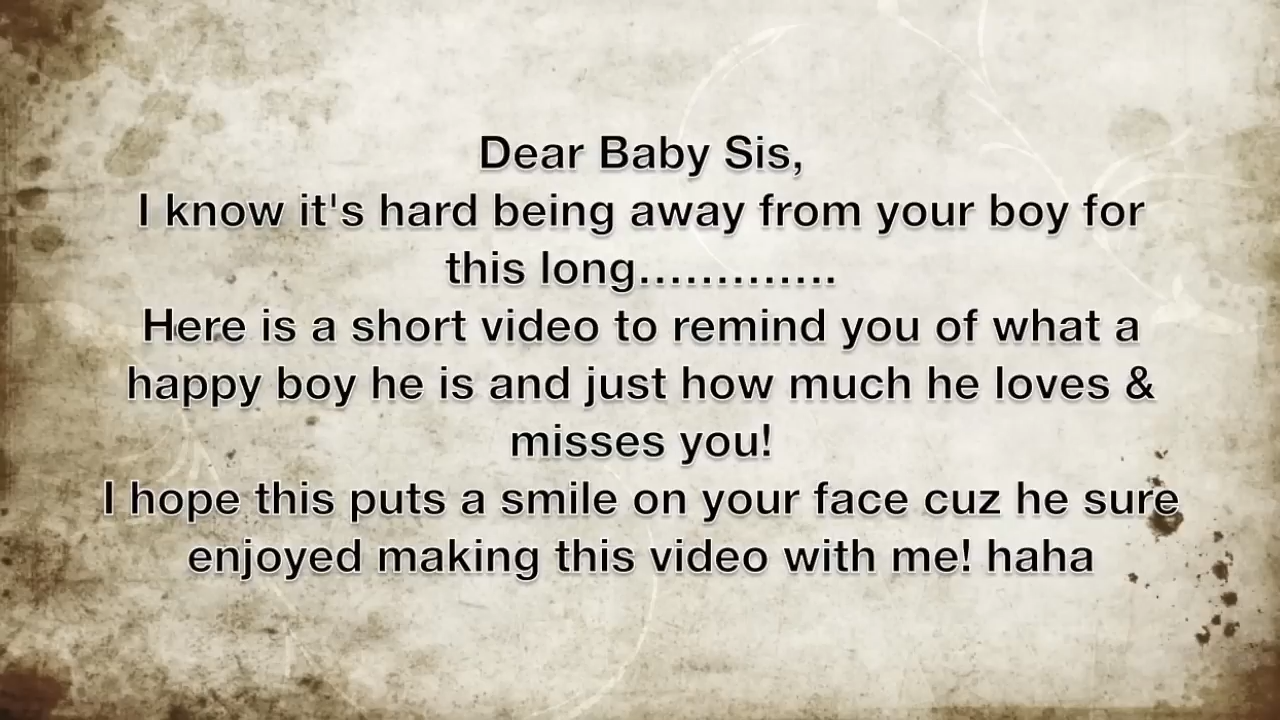 Dear Baby Sis,
I know it's hard being away from your boy for
this long.............
Here is a short video to remind you of what a
happy boy he is and just how much he loves &
misses you!
I hope this puts a smile on your face cuz he sure
enjoyed making this video with me! haha